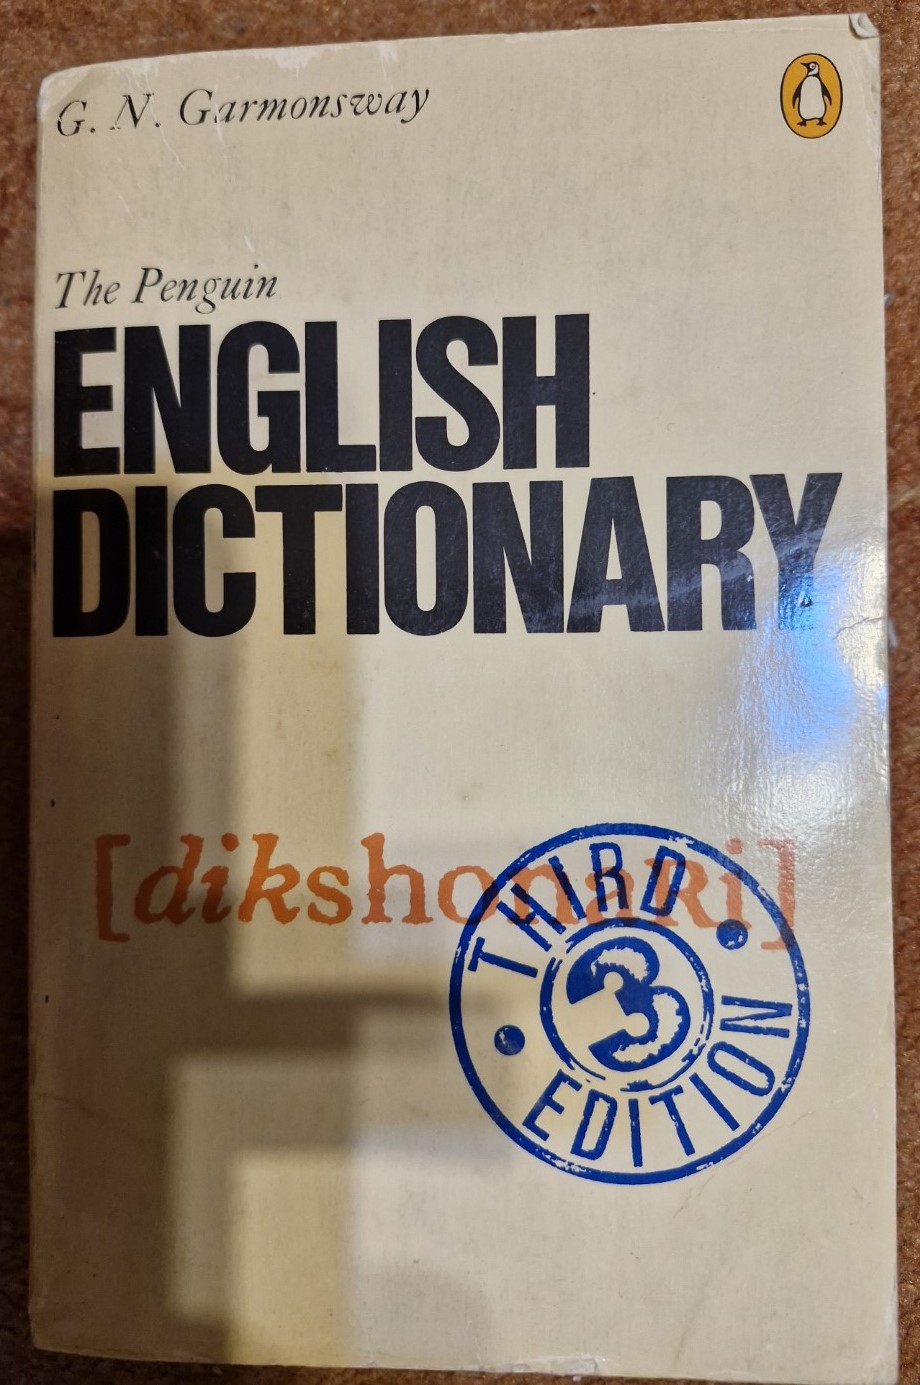 G. N. Garmonsway
The Penguin
ENGLISH
DICTIONARY
[dikshonaRi]
THIRD
3
EDITION